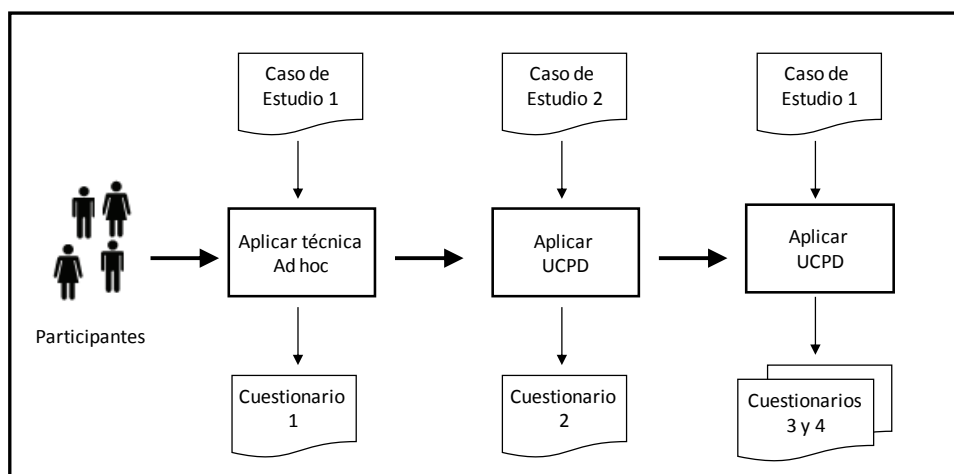 Caso de
Estudio 1
Caso de
Estudio 2
Caso de
Estudio 1
Aplicar técnica
Ad hoc
Aplicar
UCPD
Aplicar
UCPD
Participantes
Cuestionario
1
Cuestionario
2
Cuestionarios
3 y 4